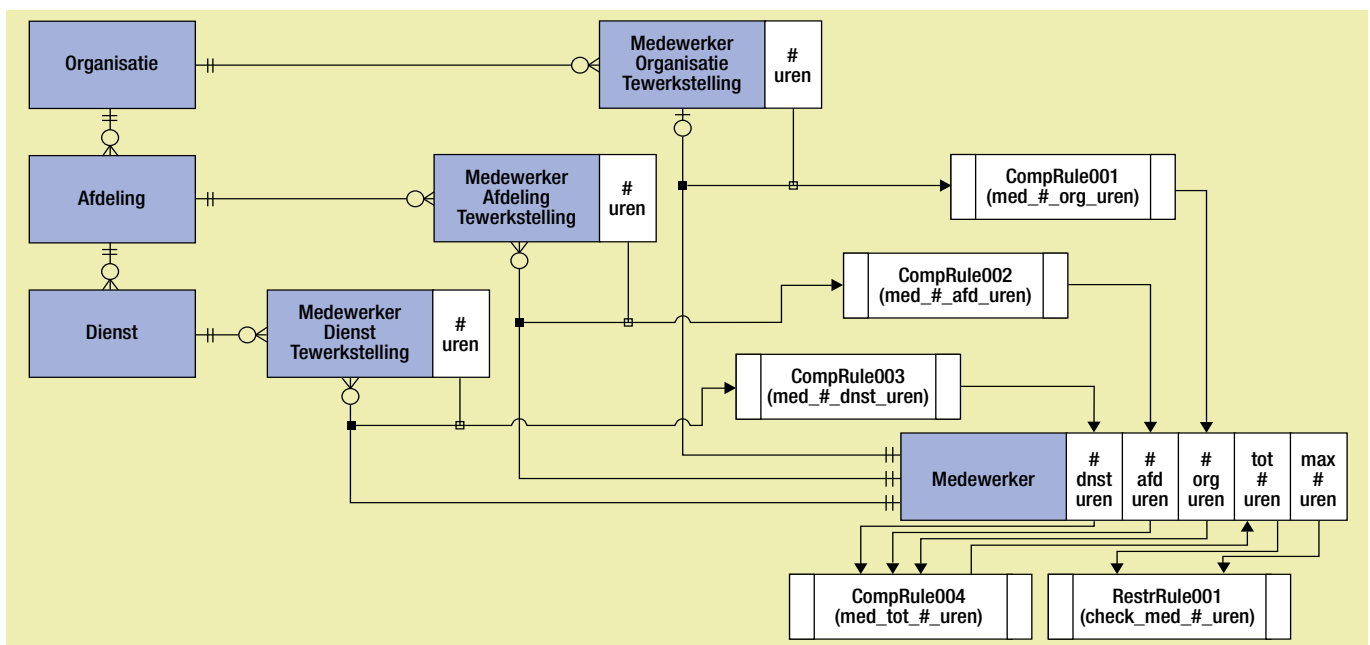 Organisatie
Medewerker
Organisatie
Tewerkstelling
#
uren
Afdeling
Medewerker
Afdeling
Tewerkstelling
#
uren
CompRule001
(med_#_org_uren)
Dienst
Medewerker
Dienst
Tewerkstelling
#
uren
CompRule002
(med_#_afd_uren)
CompRule003
(med_#_dnst_uren)
Medewerker
#
dnst
uren
#
afd
uren
#
org
uren
tot
#
uren
max
#
uren
CompRule004
(med_tot_#_uren)
RestrRule001
(check_med_#_uren)